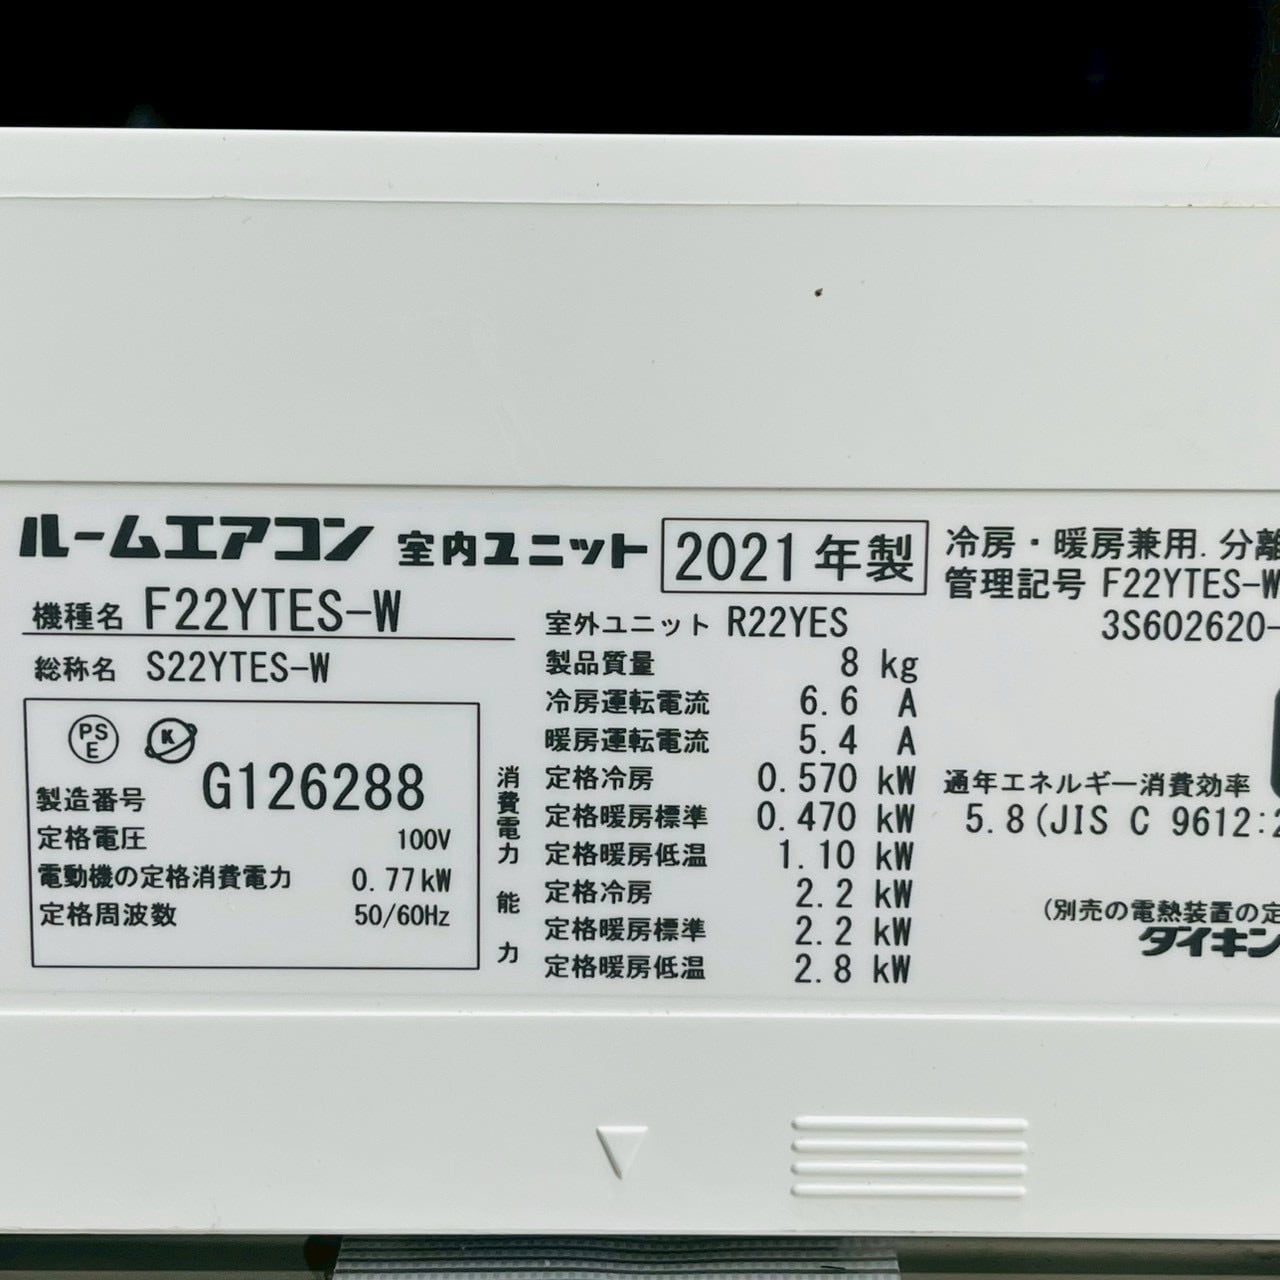 ルームエアコン 室内ユニット 2021年製
機種名 F22YTES-W
総称名 S22YTES-W
PS
E
K
製造番号 G126288
定格電圧 100V
電動機の定格消費電力 0.77kW
定格周波数 50/60Hz
室外ユニット R22YES
製品質量 8 kg
冷房運転電流 6.6 A
暖房運転電流 5.4 A
消費電力
定格冷房 0.570 kW
定格暖房標準 0.470 kW
定格暖房低温 1.10 kW
能力
定格冷房 2.2 kW
定格暖房標準 2.2 kW
定格暖房低温 2.8 kW
冷房・暖房兼用.分離
管理記号 F22YTES-W
3S602620-
通年エネルギー消費効率
5.8(JIS C 9612:2
(別売の電熱装置の定
ダイキン